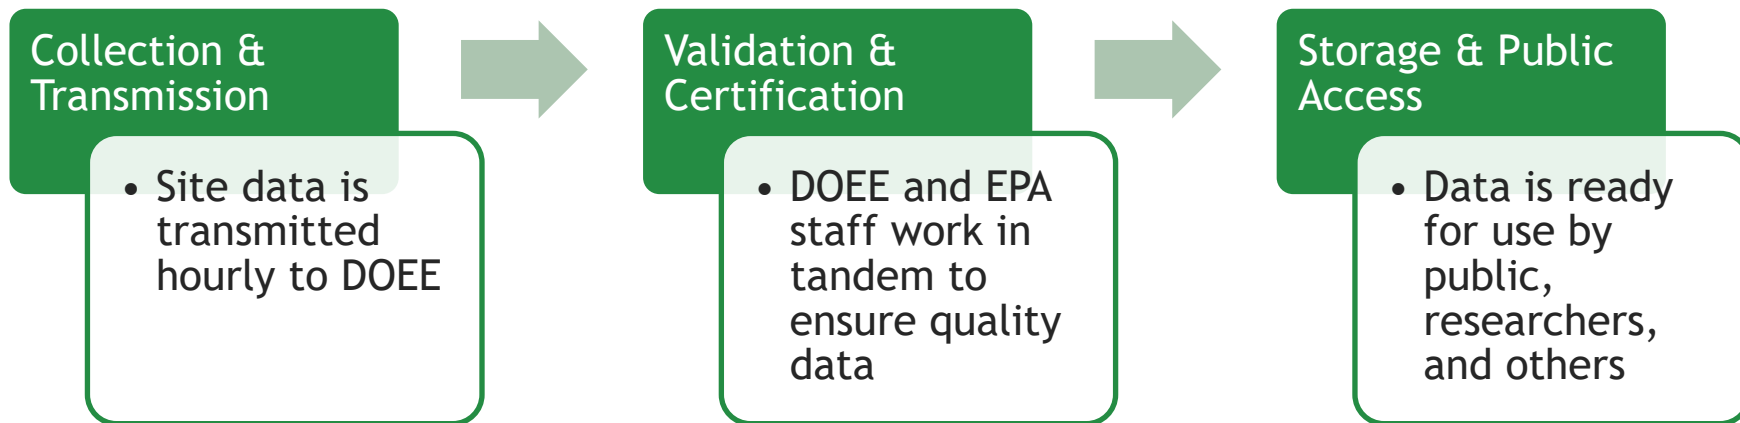 Collection &
Transmission
• Site data is
transmitted
hourly to DOEE
Validation &
Certification
• DOEE and EPA
staff work in
tandem to
ensure quality
data
Storage & Public
Access
• Data is ready
for use by
public,
researchers,
and others